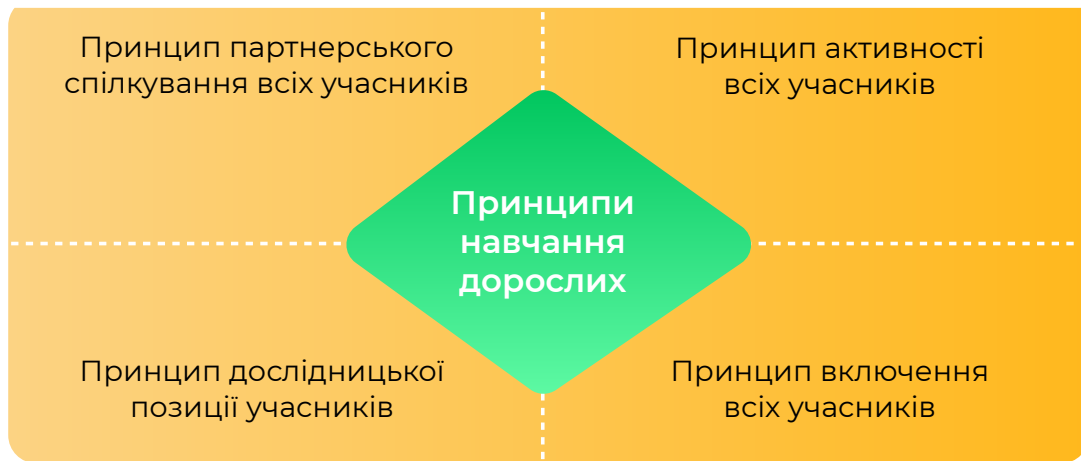 Принцип партнерського
спілкування всіх учасників
Принцип активності
всіх учасників
Принципи
навчання
дорослих
Принцип дослідницької
позиції учасників
Принцип включення
всіх учасників